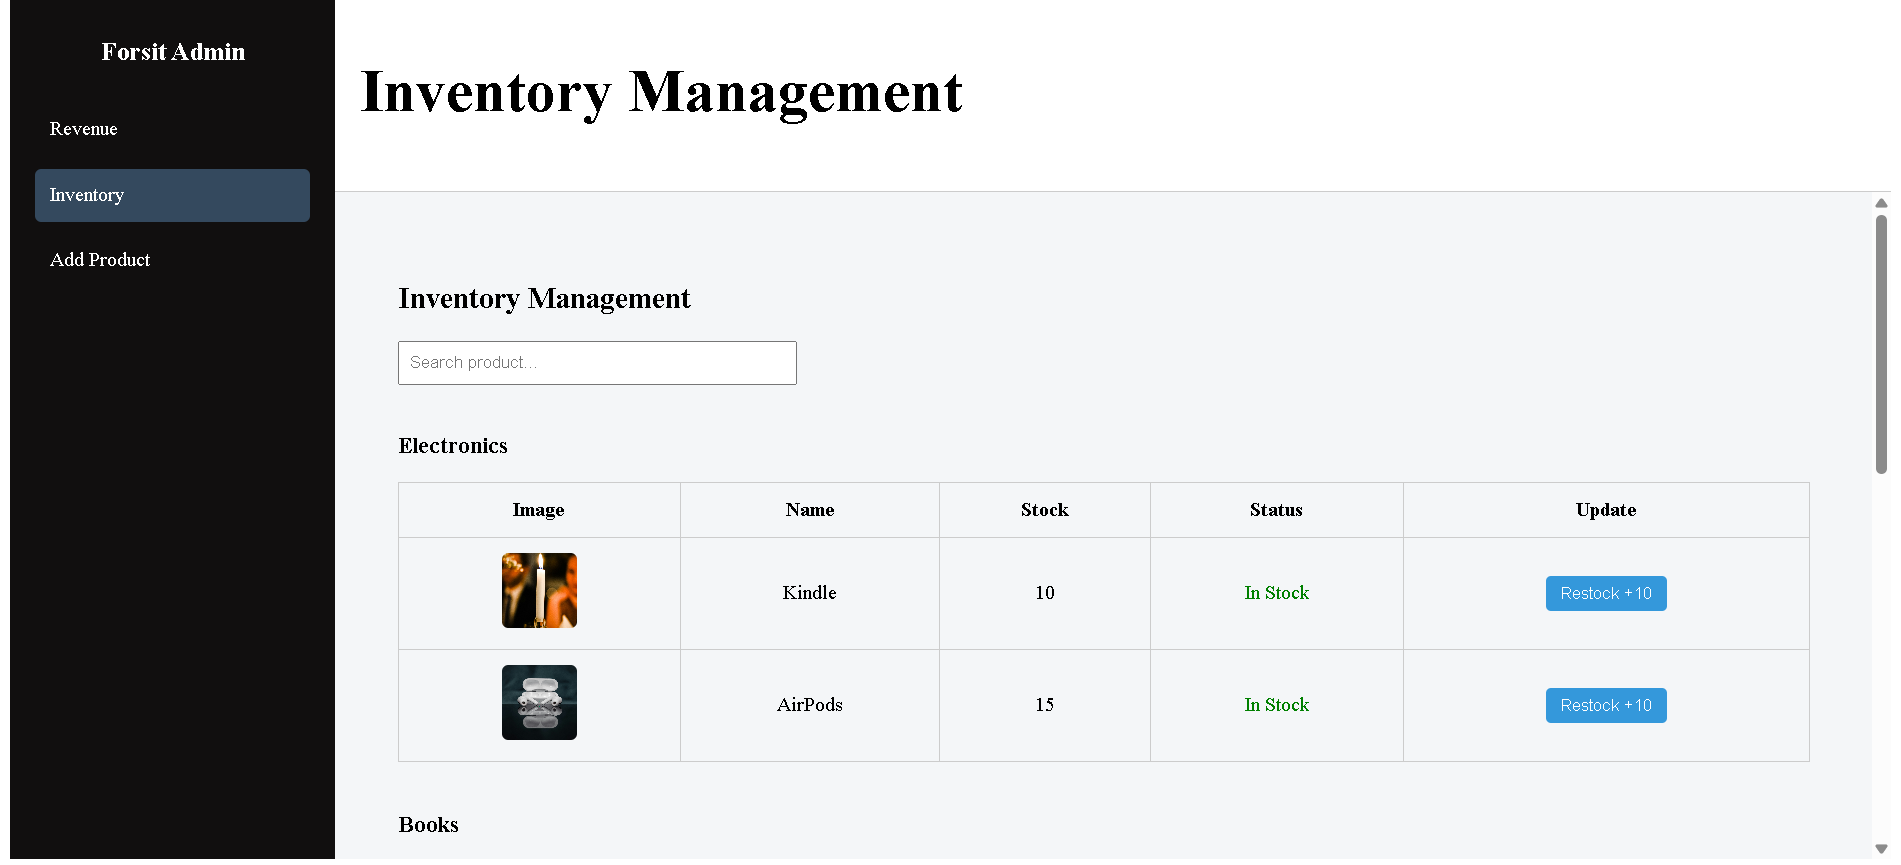 Forsit Admin
Revenue
Inventory
Add Product
Inventory Management
Inventory Management
Search product...
Electronics
Image Name Stock Status Update
Kindle 10 In Stock Restock +10
AirPods 15 In Stock Restock +10
Books